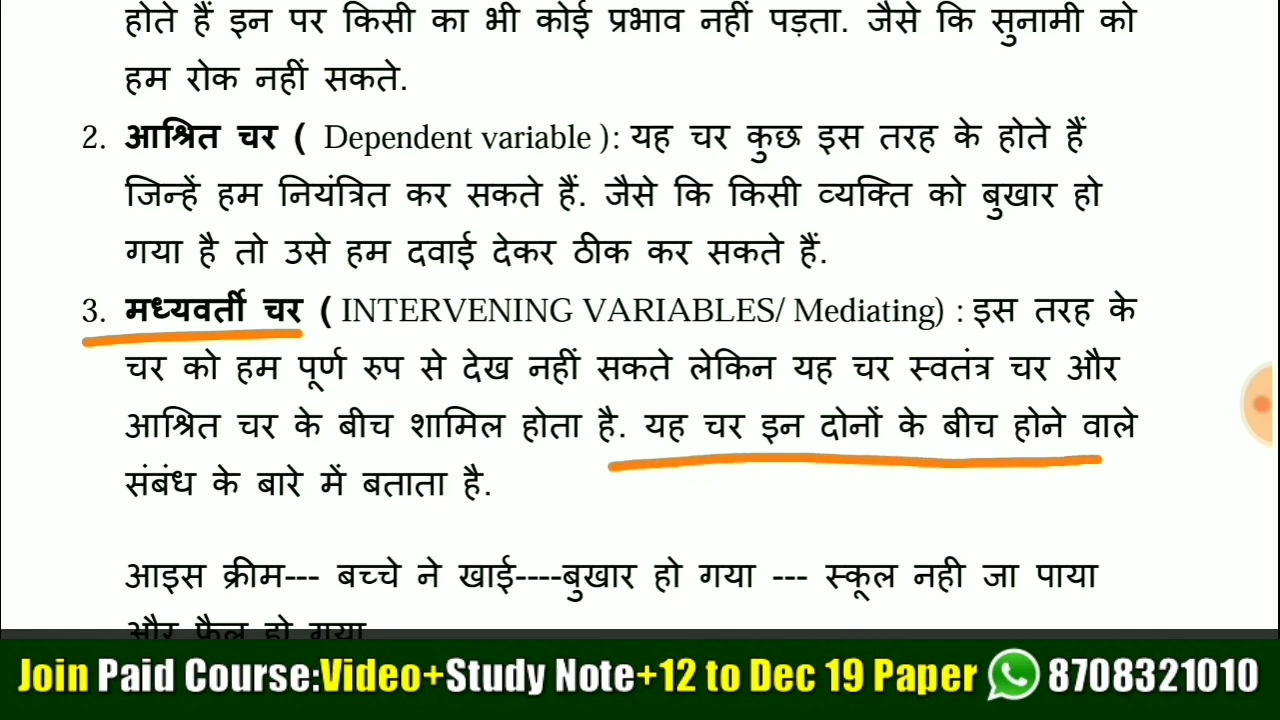 होते हैं इन पर किसी का भी कोई प्रभाव नहीं पड़ता. जैसे कि सुनामी को
हम रोक नहीं सकते.
2. आश्रित चर ( Dependent variable ): यह चर कुछ इस तरह के होते हैं
जिन्हें हम नियंत्रित कर सकते हैं. जैसे कि किसी व्यक्ति को बुखार हो
गया है तो उसे हम दवाई देकर ठीक कर सकते हैं.
3. मध्यवर्ती चर ( INTERVENING VARIABLES/ Mediating) : इस तरह के
चर को हम पूर्ण रुप से देख नहीं सकते लेकिन यह चर स्वतंत्र चर और
आश्रित चर के बीच शामिल होता है. यह चर इन दोनों के बीच होने वाले
संबंध के बारे में बताता है.
आइस क्रीम--- बच्चे ने खाई----बुखार हो गया --- स्कूल नही जा पाया
और फैल हो गया
Join Paid Course:Video+Study Note+12 to Dec 19 Paper 8708321010